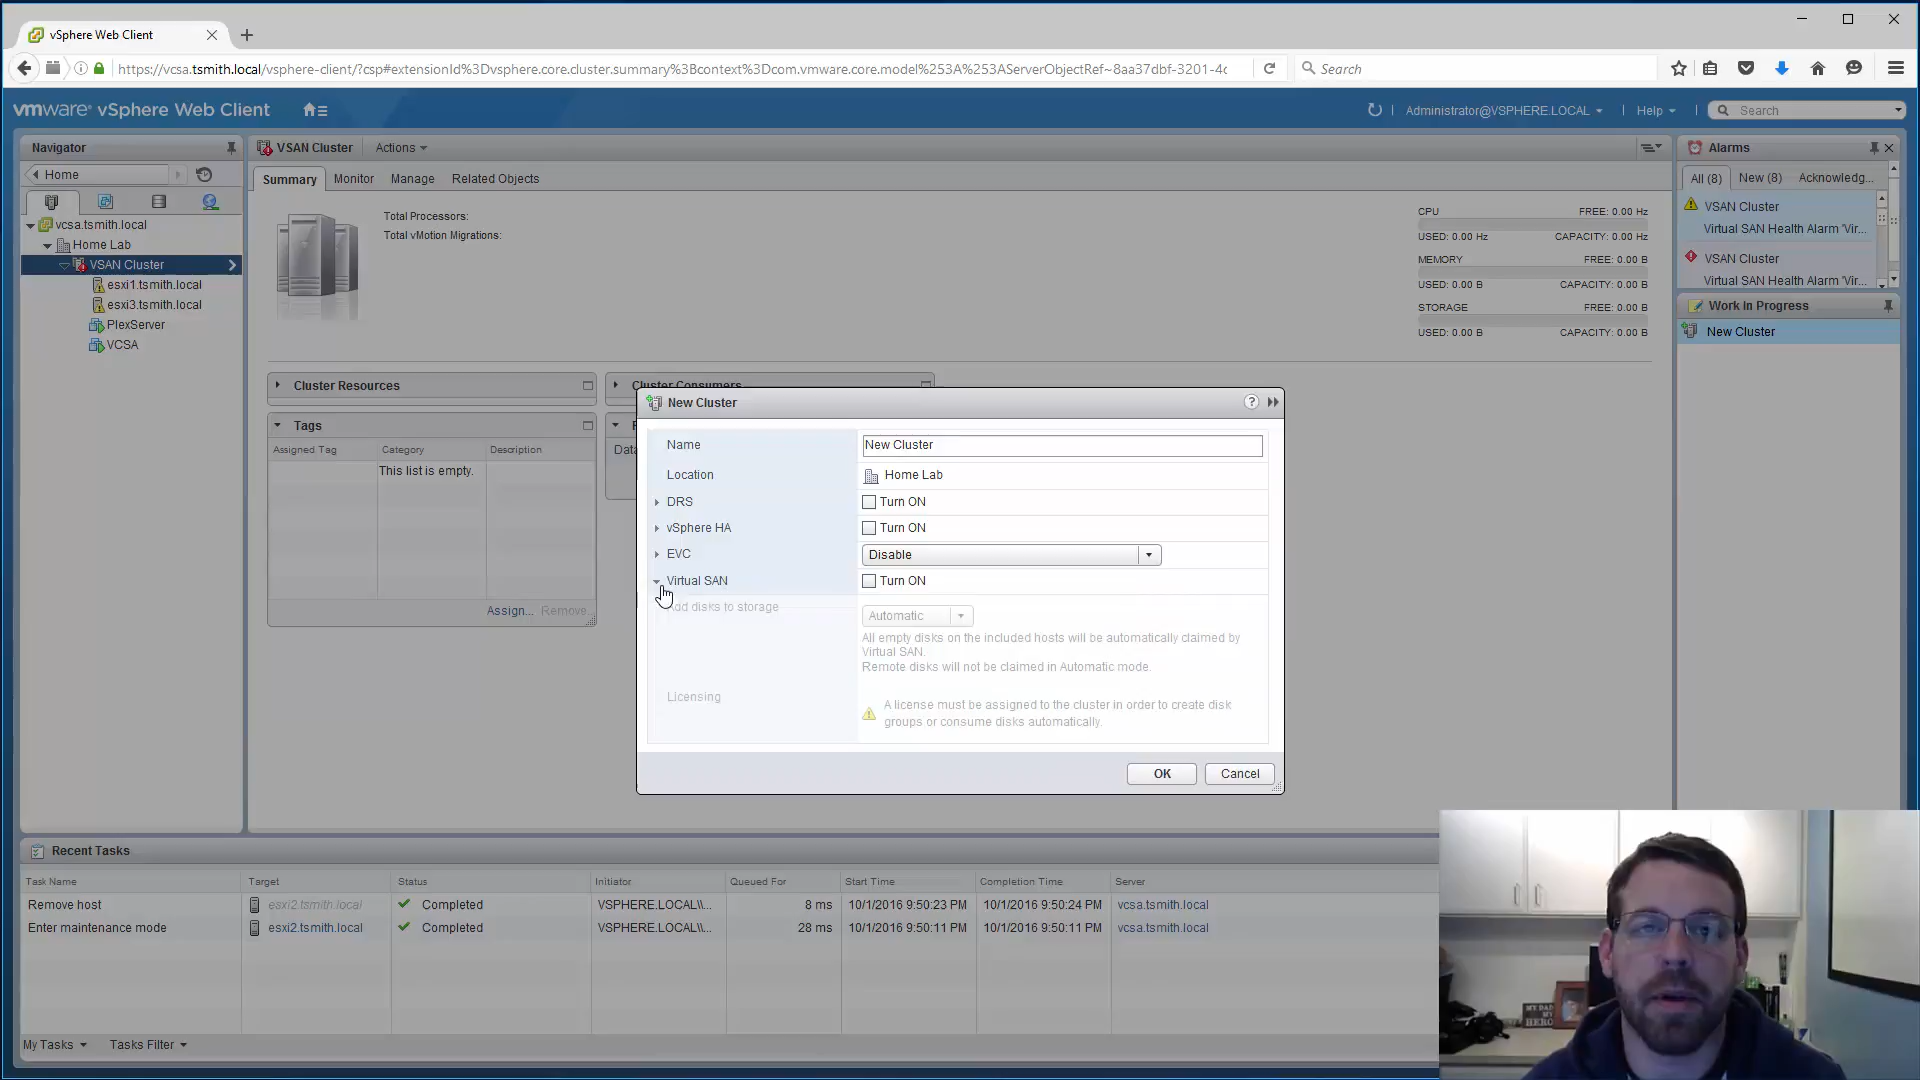 vSphere Web Client
https://vcsa.tsmith.local/vsphere-client/?csp#extensionId%3Dvsphere.core.cluster.summary%3Bcontext%3Dcom.vmware.core.model%253A%253AServerObjectRef~8aa37dbf-3201-4c
Search
vmware® vSphere Web Client
Administrator@VSPHERE.LOCAL
Help
Search
Navigator
Home
vcsa.tsmith.local
Home Lab
VSAN Cluster
esxi1.tsmith.local
esxi3.tsmith.local
PlexServer
VCSA
VSAN Cluster
Actions
Summary
Monitor
Manage
Related Objects
Total Processors:
Total vMotion Migrations:
CPU
FREE: 0.00 Hz
USED: 0.00 Hz
CAPACITY: 0.00 Hz
MEMORY
FREE: 0.00 B
USED: 0.00 B
CAPACITY: 0.00 B
STORAGE
FREE: 0.00 B
USED: 0.00 B
CAPACITY: 0.00 B
Cluster Resources
Cluster Consumers
Tags
Assigned Tag
Category
Description
This list is empty.
Assign...
Remove...
New Cluster
Name
New Cluster
Location
Home Lab
DRS
Turn ON
vSphere HA
Turn ON
EVC
Disable
Virtual SAN
Turn ON
Add disks to storage
Automatic
All empty disks on the included hosts will be automatically claimed by
Virtual SAN.
Remote disks will not be claimed in Automatic mode.
Licensing
A license must be assigned to the cluster in order to create disk
groups or consume disks automatically.
OK
Cancel
Alarms
All (8)
New (8)
Acknowledg...
VSAN Cluster
Virtual SAN Health Alarm 'Vir...
VSAN Cluster
Virtual SAN Health Alarm 'Vir...
Work In Progress
New Cluster
Recent Tasks
Task Name
Target
Status
Initiator
Queued For
Start Time
Completion Time
Server
Remove host
esxi2.tsmith.local
Completed
VSPHERE.LOCAL\\...
8 ms
10/1/2016 9:50:23 PM
10/1/2016 9:50:24 PM
vcsa.tsmith.local
Enter maintenance mode
esxi2.tsmith.local
Completed
VSPHERE.LOCAL\\...
28 ms
10/1/2016 9:50:11 PM
10/1/2016 9:50:11 PM
vcsa.tsmith.local
My Tasks
Tasks Filter
MY DAD
MY
HERO